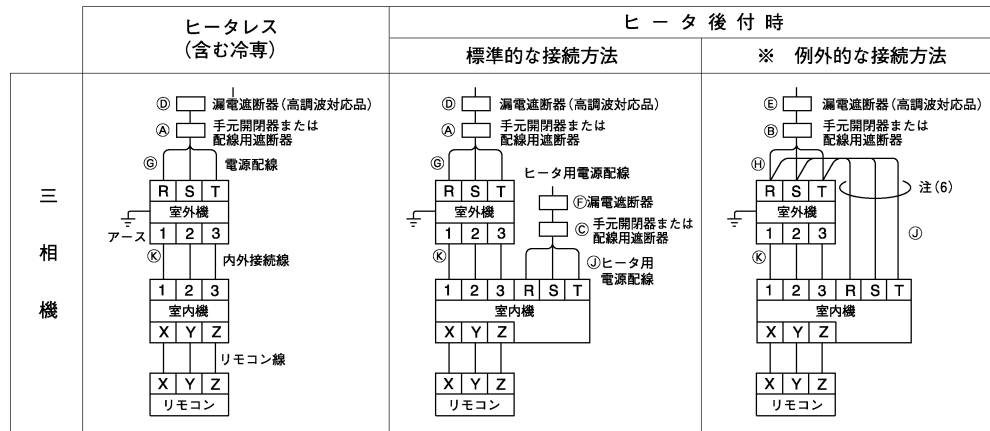 ヒータレス
(含む冷専)
ヒータ後付時
標準的な接続方法
※ 例外的な接続方法
三相機
Ⓓ 漏電遮断器(高調波対応品)
Ⓐ 手元開閉器または
配線用遮断器
Ⓖ 電源配線
R S T
室外機
1 2 3
アース
Ⓚ 内外接続線
1 2 3
室内機
X Y Z
リモコン線
X Y Z
リモコン
Ⓓ 漏電遮断器(高調波対応品)
Ⓐ 手元開閉器または
配線用遮断器
Ⓖ
ヒータ用電源配線
R S T
Ⓕ漏電遮断器
室外機
Ⓒ 手元開閉器または
配線用遮断器
1 2 3
Ⓚ
Ⓙヒータ用
電源配線
1 2 3 R S T
室内機
X Y Z
X Y Z
リモコン
Ⓔ 漏電遮断器(高調波対応品)
Ⓑ 手元開閉器または
配線用遮断器
Ⓗ
R S T
注(6)
室外機
1 2 3
Ⓙ
Ⓚ
1 2 3 R S T
室内機
X Y Z
X Y Z
リモコン